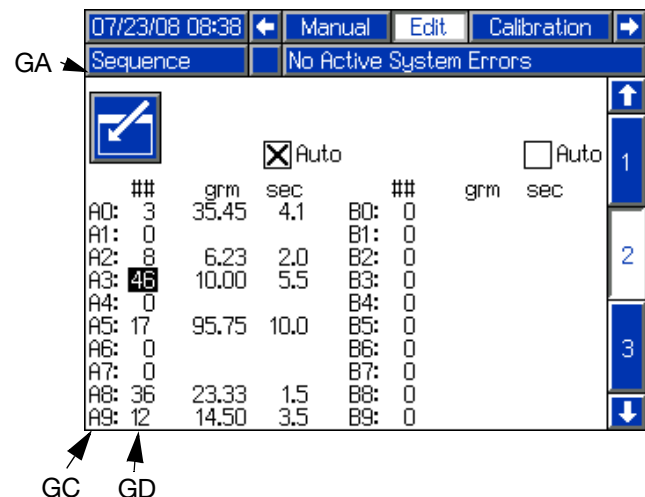 07/23/08 08:38 Manual Edit Calibration
GA Sequence No Active System Errors
Auto Auto 1
## grm sec ## grm sec
A0: 3 35.45 4.1 B0: 0
A1: 0 B1: 0
A2: 8 6.23 2.0 B2: 0 2
A3: 46 10.00 5.5 B3: 0
A4: 0 B4: 0
A5: 17 95.75 10.0 B5: 0
A6: 0 B6: 0 3
A7: 0 B7: 0
A8: 36 23.33 1.5 B8: 0
A9: 12 14.50 3.5 B9: 0
GC GD